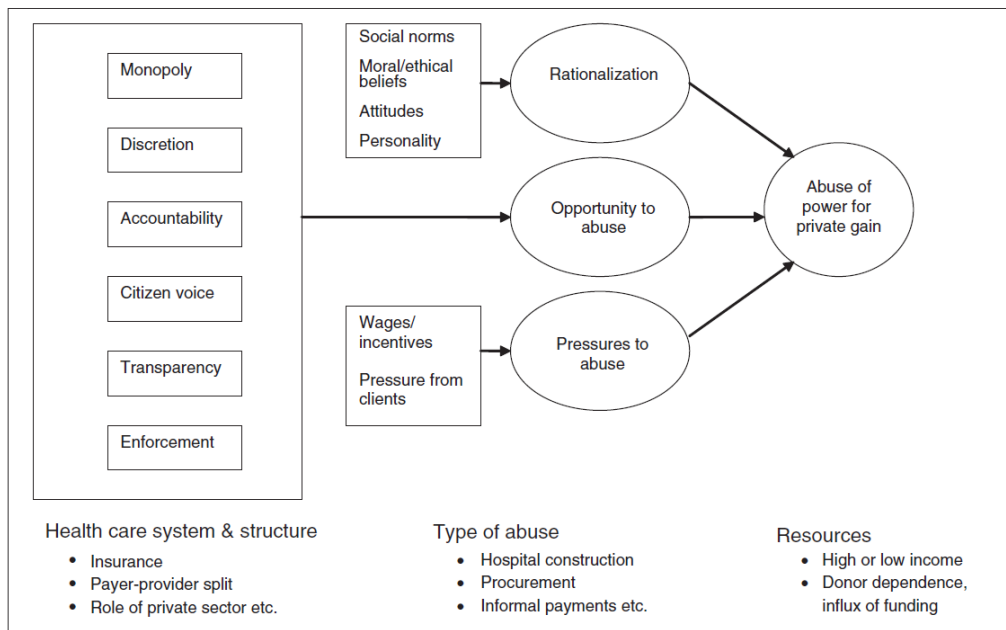 Monopoly
Discretion
Accountability
Citizen voice
Transparency
Enforcement
Social norms
Moral/ethical
beliefs
Attitudes
Personality
Rationalization
Opportunity to
abuse
Wages/
incentives
Pressure from
clients
Pressures to
abuse
Abuse of
power for
private gain
Health care system & structure
• Insurance
• Payer-provider split
• Role of private sector etc.
Type of abuse
• Hospital construction
• Procurement
• Informal payments etc.
Resources
• High or low income
• Donor dependence,
influx of funding